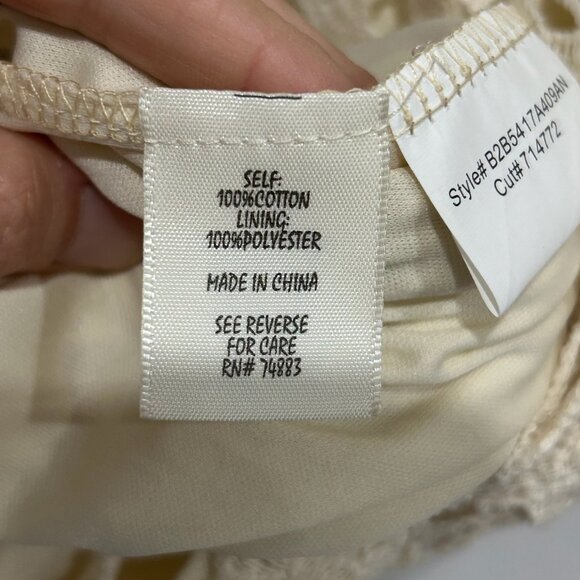 SELF:
100%COTTON
LINING:
100%POLYESTER
MADE IN CHINA
SEE REVERSE
FOR CARE
RN# 74883
Style# B2B5417A409AN
Cut# 714772